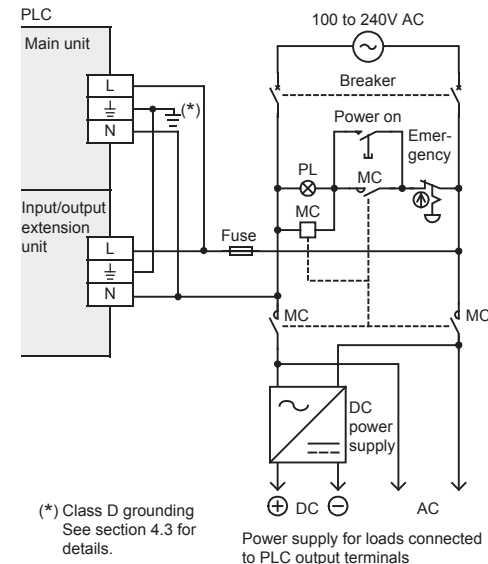 PLC
100 to 240V AC
Main unit
Breaker
L
(*)
N
Power on
Emer-
gency
PL
MC
MC
Input/output
extension
unit
Fuse
L
N
MC
MC
DC
power
supply
DC
AC
(*) Class D grounding
See section 4.3 for
details.
Power supply for loads connected
to PLC output terminals